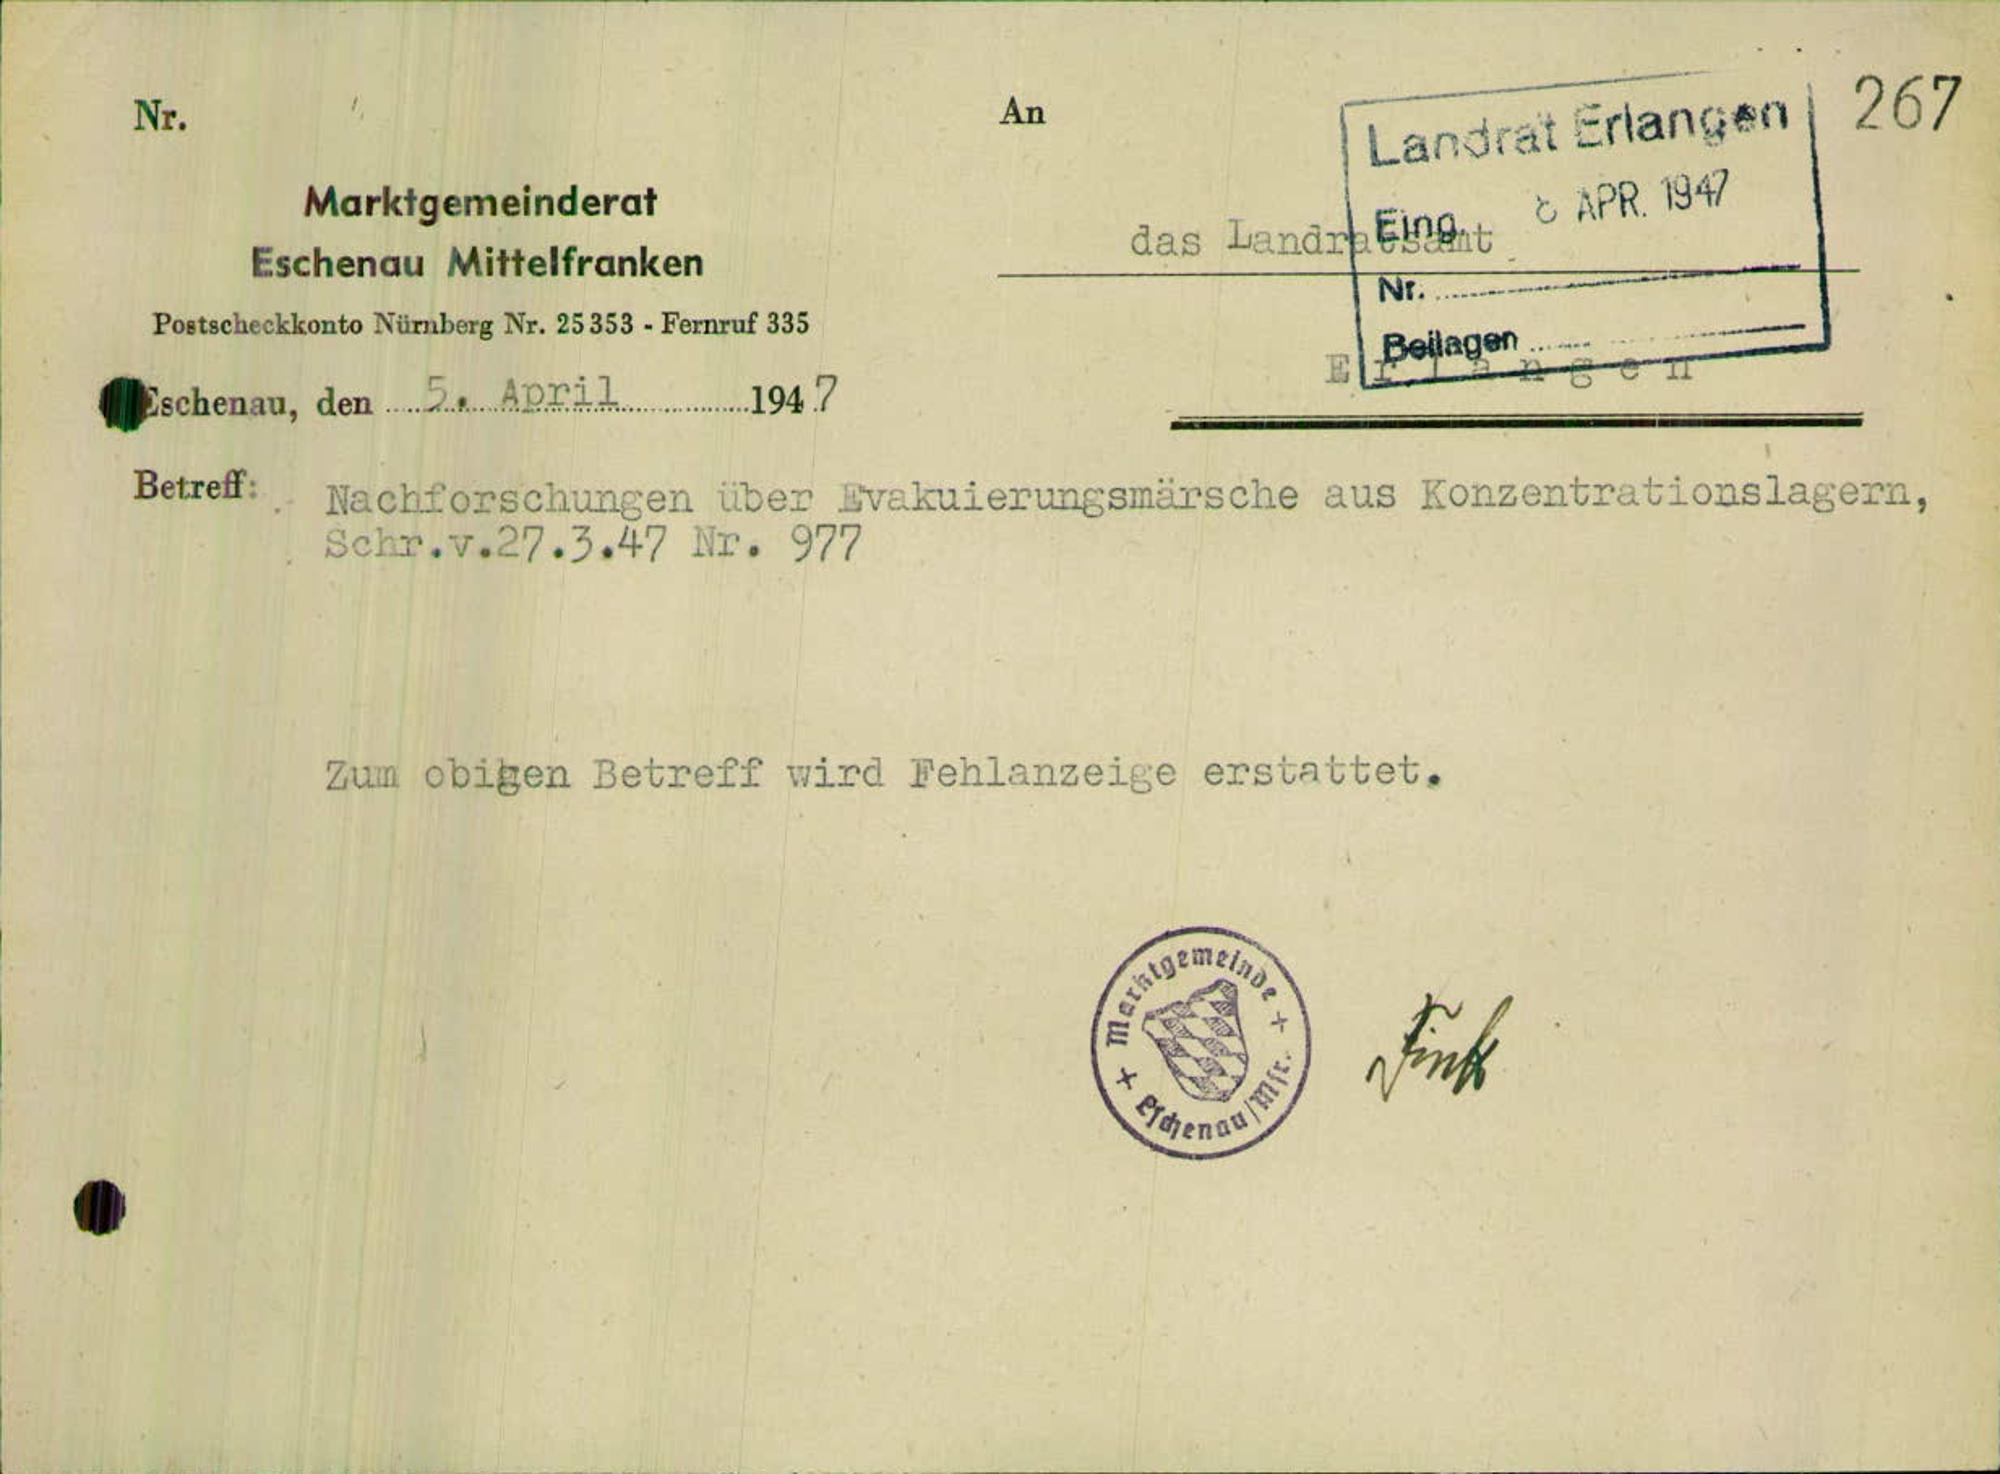 Nr.
An
267
Landrat Erlangen
Eing. APR. 1947
Nr.
Beilagen
Marktgemeinderat
Eschenau Mittelfranken
Postscheckkonto Nürnberg Nr. 25353 - Fernruf 335
Eschenau, den 5. April 1947
das Landratsamt
Erlangen
Betreff: Nachforschungen über Evakuierungsmärsche aus Konzentrationslagern,
Schr.v.27.3.47 Nr. 977
Zum obigen Betreff wird Fehlanzeige erstattet.
Marktgemeinde
Eschenau/Mfr.